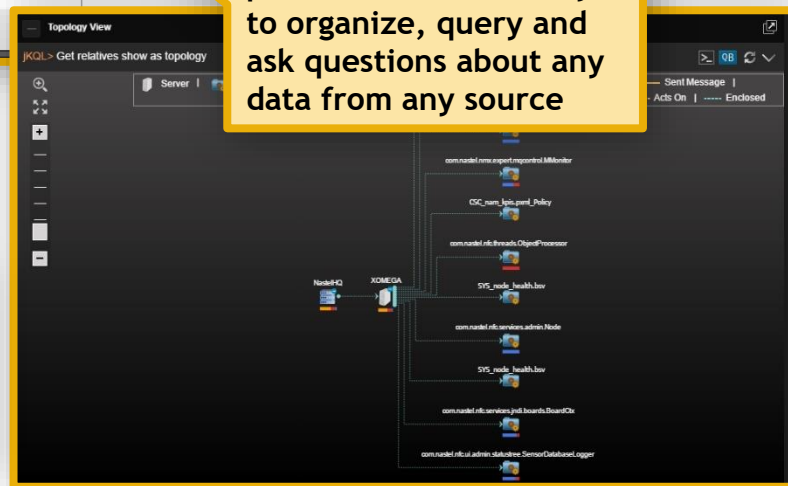 to organize, query and
ask questions about any
data from any source
Topology View
jKQL> Get relatives show as topology
QB
Server |
Sent Message |
Acts On | ----- Enclosed
com.nastel.nmx.expert.mqcontrol.MMonitor
CSC_nam_kpis.pxml_Policy
com.nastel.nfc.threads.ObjectProcessor
NastelHQ
XOMEGA
SYS_node_health.bsv
com.nastel.nfc.services.admin.Node
SYS_node_health.bsv
com.nastel.nfc.services.jndi.boards.BoardCtx
com.nastel.nfc.ui.admin.statustree.SensorDatabaseLogger